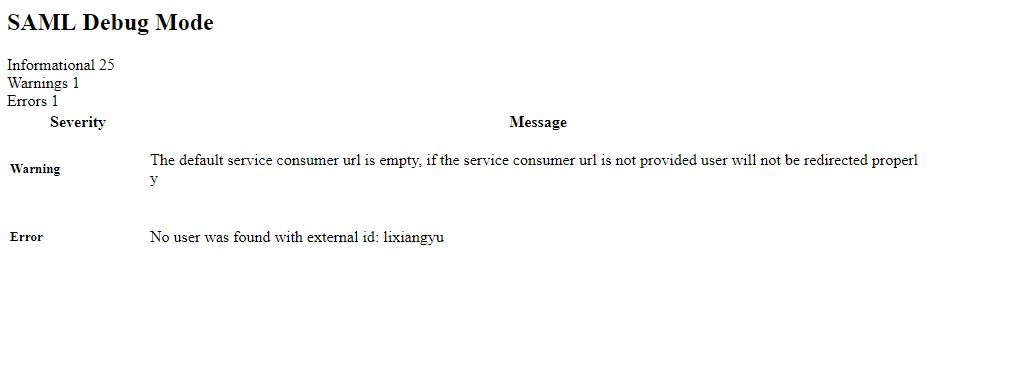 SAML Debug Mode
Informational 25
Warnings 1
Errors 1
Severity Message
Warning The default service consumer url is empty, if the service consumer url is not provided user will not be redirected properl
y
Error No user was found with external id: lixiangyu